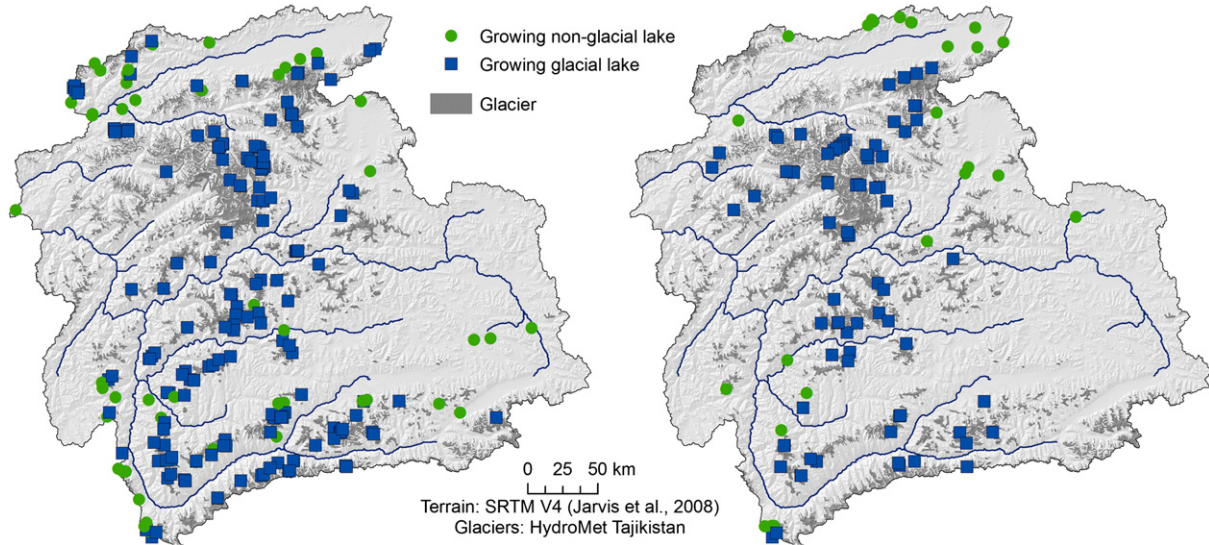 Growing non-glacial lake
Growing glacial lake
Glacier
0 25 50 km
Terrain: SRTM V4 (Jarvis et al., 2008)
Glaciers: HydroMet Tajikistan